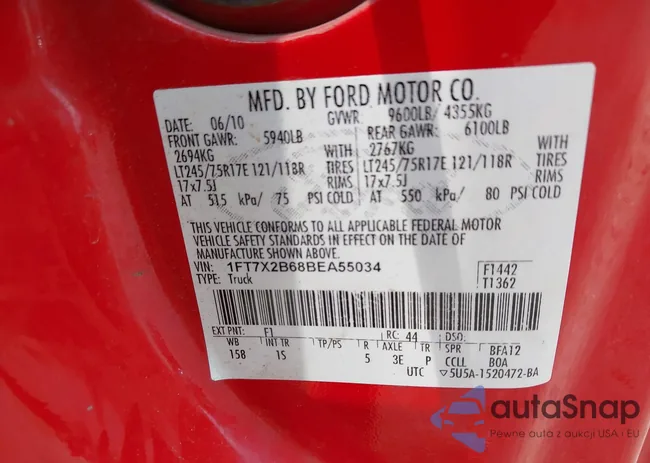 MFD. BY FORD MOTOR CO.
DATE: 06/10 GVWR: 9600LB/ 4355KG
FRONT GAWR: 5940LB REAR GAWR: 6100LB
2694KG WITH 2767KG WITH
LT245/75R17E 121/118R TIRES LT245/75R17E 121/118R TIRES
17x7.5J RIMS 17x7.5J RIMS
AT 515 kPa/ 75 PSI COLD AT 550 kPa/ 80 PSI COLD
THIS VEHICLE CONFORMS TO ALL APPLICABLE FEDERAL MOTOR
VEHICLE SAFETY STANDARDS IN EFFECT ON THE DATE OF
MANUFACTURE SHOWN ABOVE.
VIN: 1FT7X2B68BEA55034 F1442
TYPE: Truck T1362
EXT PNT: F1 RC: 44 DSO:
WB INT TR TP/PS R AXLE TR SPR BFA12
158 1S 5 3E P CCLL BOA
UTC ▽5U5A-1520472-BA
autaSnap
Pewne auta z aukcji USA i EU